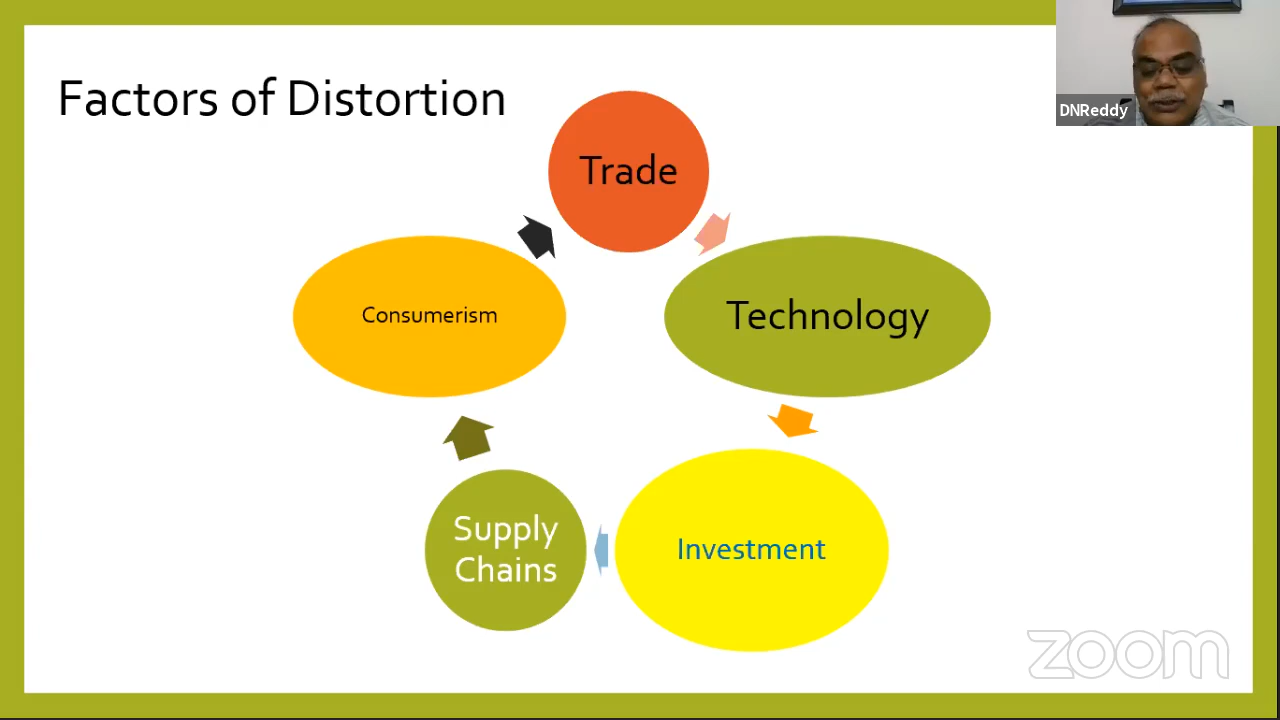 Factors of Distortion
DNReddy
Trade
Technology
Consumerism
Investment
Supply
Chains
zoom